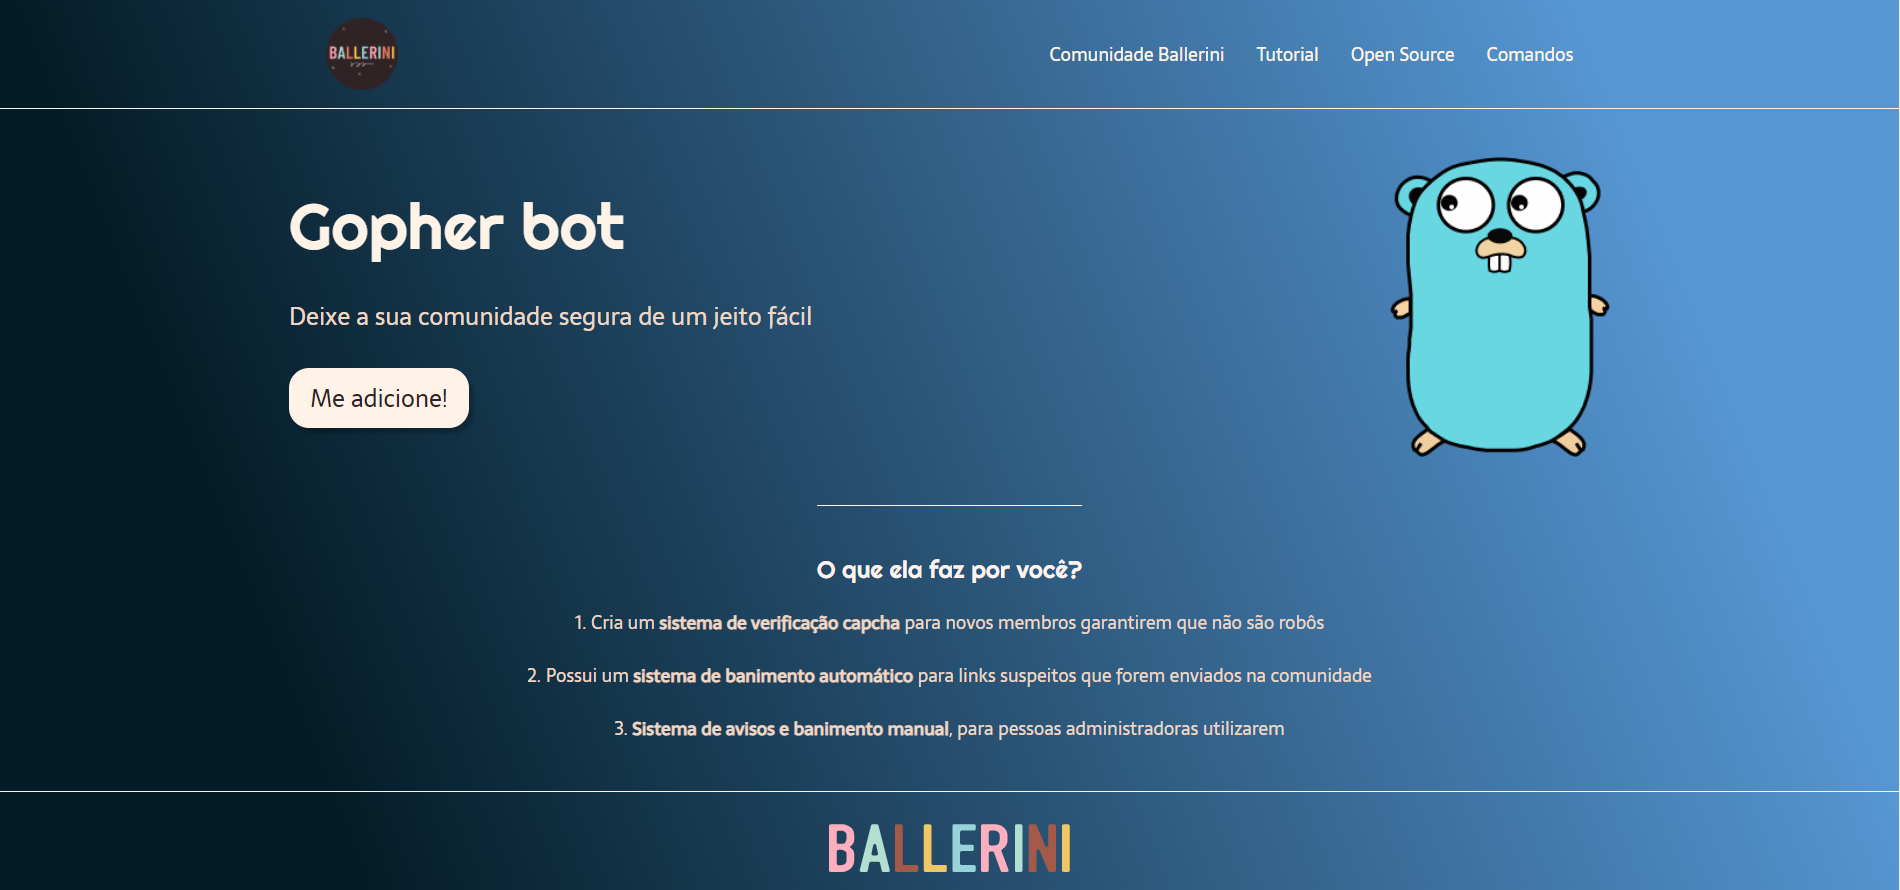 BALLERINI
Comunidade Ballerini Tutorial Open Source Comandos
Gopher bot
Deixe a sua comunidade segura de um jeito fácil
Me adicione!
O que ela faz por você?
1. Cria um sistema de verificação capcha para novos membros garantirem que não são robôs
2. Possui um sistema de banimento automático para links suspeitos que forem enviados na comunidade
3. Sistema de avisos e banimento manual, para pessoas administradoras utilizarem
BALLERINI